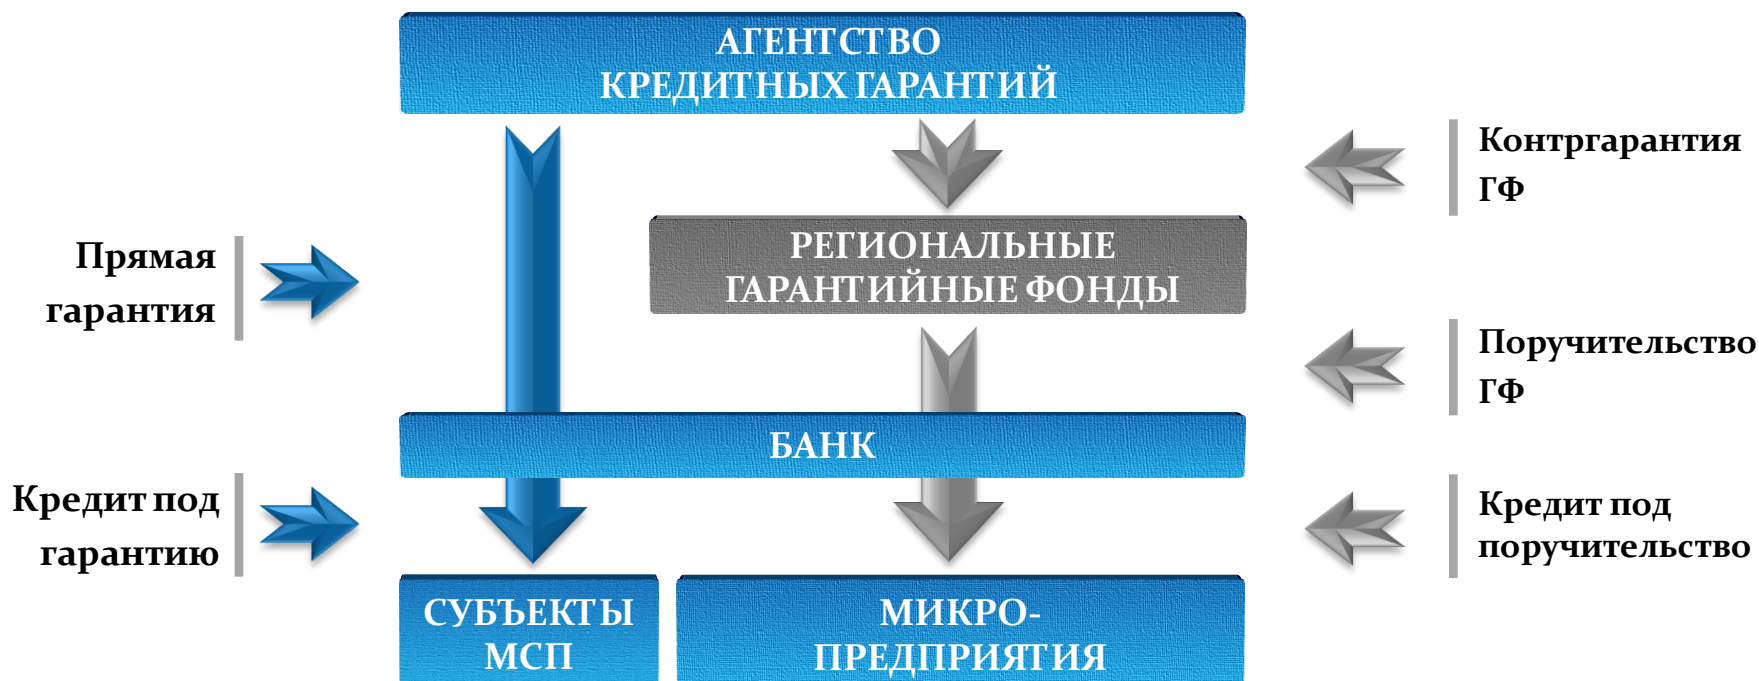 АГЕНТСТВО
КРЕДИТНЫХ ГАРАНТИЙ
Контргарантия
ГФ
Прямая
гарантия
РЕГИОНАЛЬНЫЕ
ГАРАНТИЙНЫЕ ФОНДЫ
Поручительство
ГФ
БАНК
Кредит под
гарантию
Кредит под
поручительство
СУБЪЕКТЫ
МСП
МИКРО-
ПРЕДПРИЯТИЯ